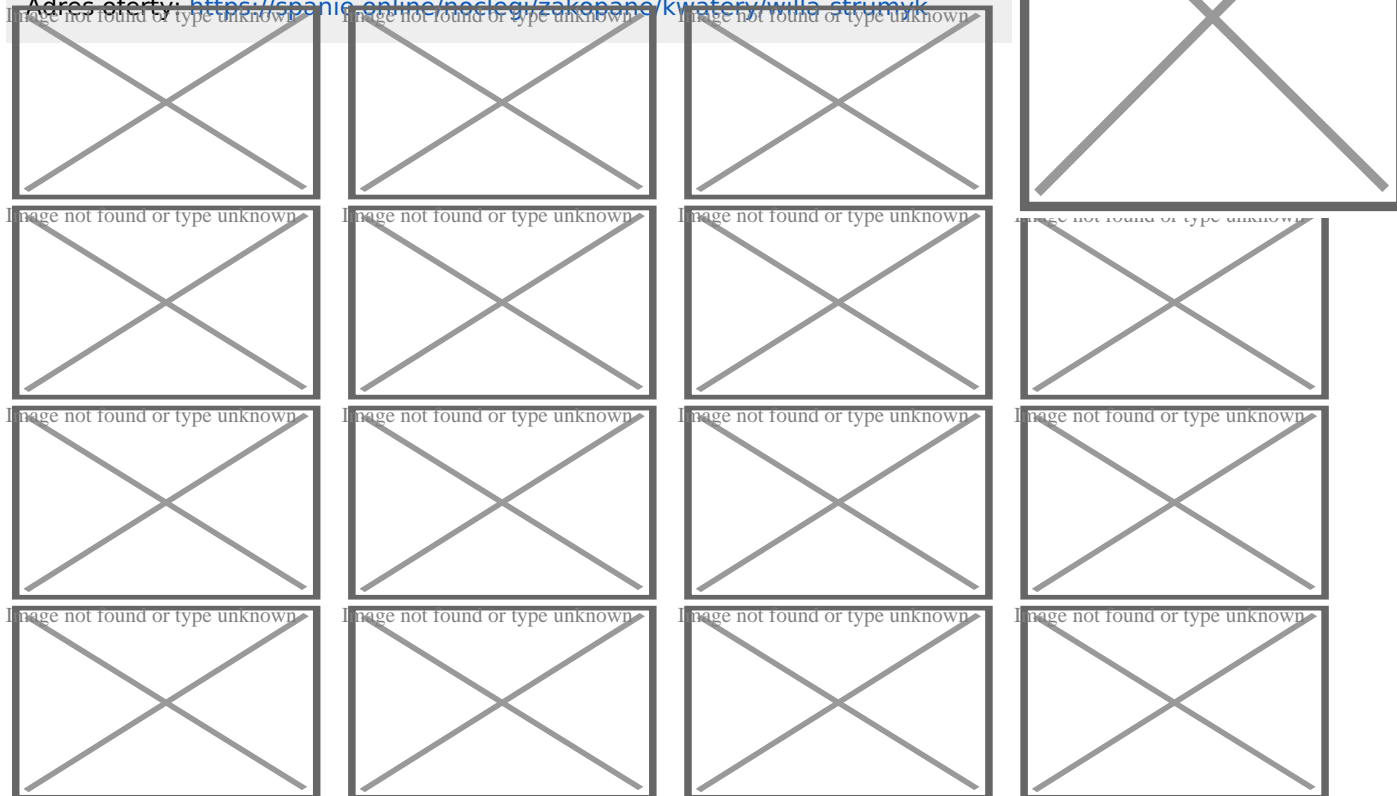 Adres oferty: https://spanie.online/noclegi/zakopane/kwatery/willa-strumyk
Image not found or type unknown Image not found or type unknown Image not found or type unknown
Image not found or type unknown Image not found or type unknown Image not found or type unknown Image not found or type unknown
Image not found or type unknown Image not found or type unknown Image not found or type unknown Image not found or type unknown
Image not found or type unknown Image not found or type unknown Image not found or type unknown Image not found or type unknown